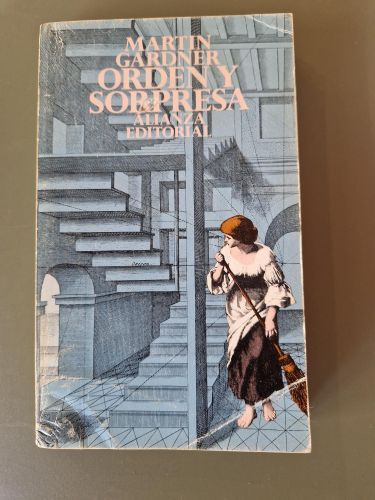 MARTIN
GARDNER
ORDEN Y
SORPRESA
ALIANZA
EDITORIAL